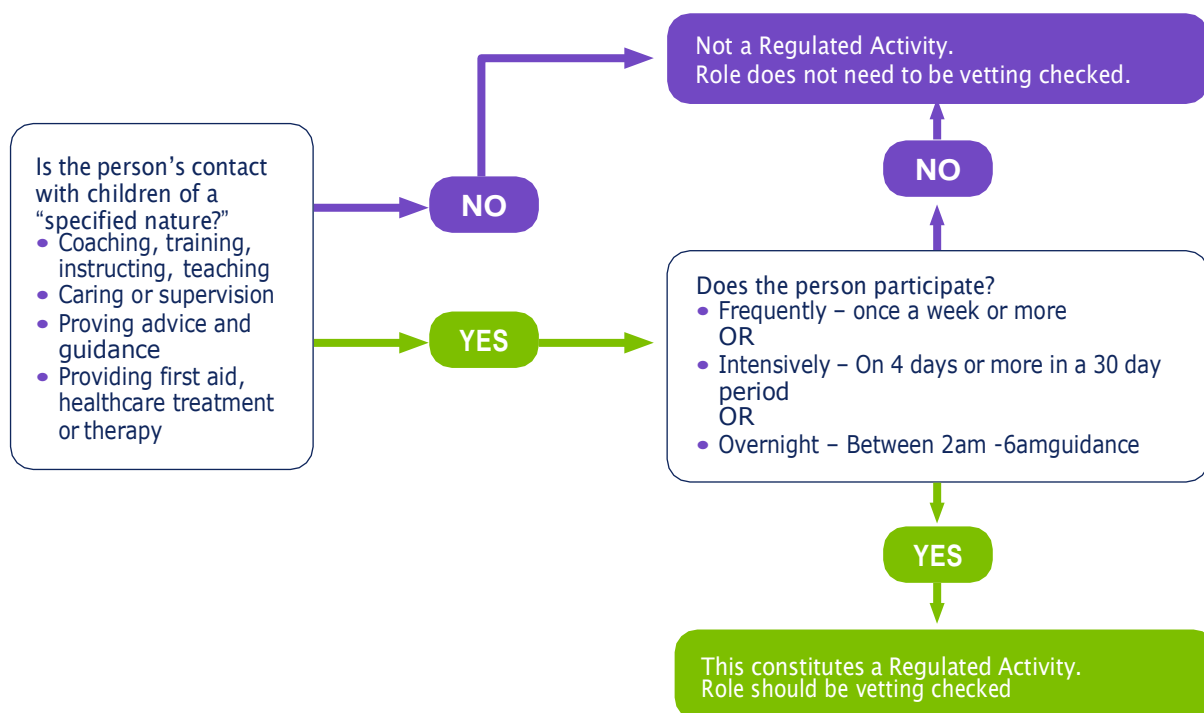 Is the person’s contact
with children of a
“specified nature?”
• Coaching, training,
instructing, teaching
• Caring or supervision
• Proving advice and
guidance
• Providing first aid,
healthcare treatment
or therapy
NO
YES
Not a Regulated Activity.
Role does not need to be vetting checked.
NO
Does the person participate?
• Frequently – once a week or more
OR
• Intensively – On 4 days or more in a 30 day
period
OR
• Overnight – Between 2am -6amguidance
YES
This constitutes a Regulated Activity.
Role should be vetting checked